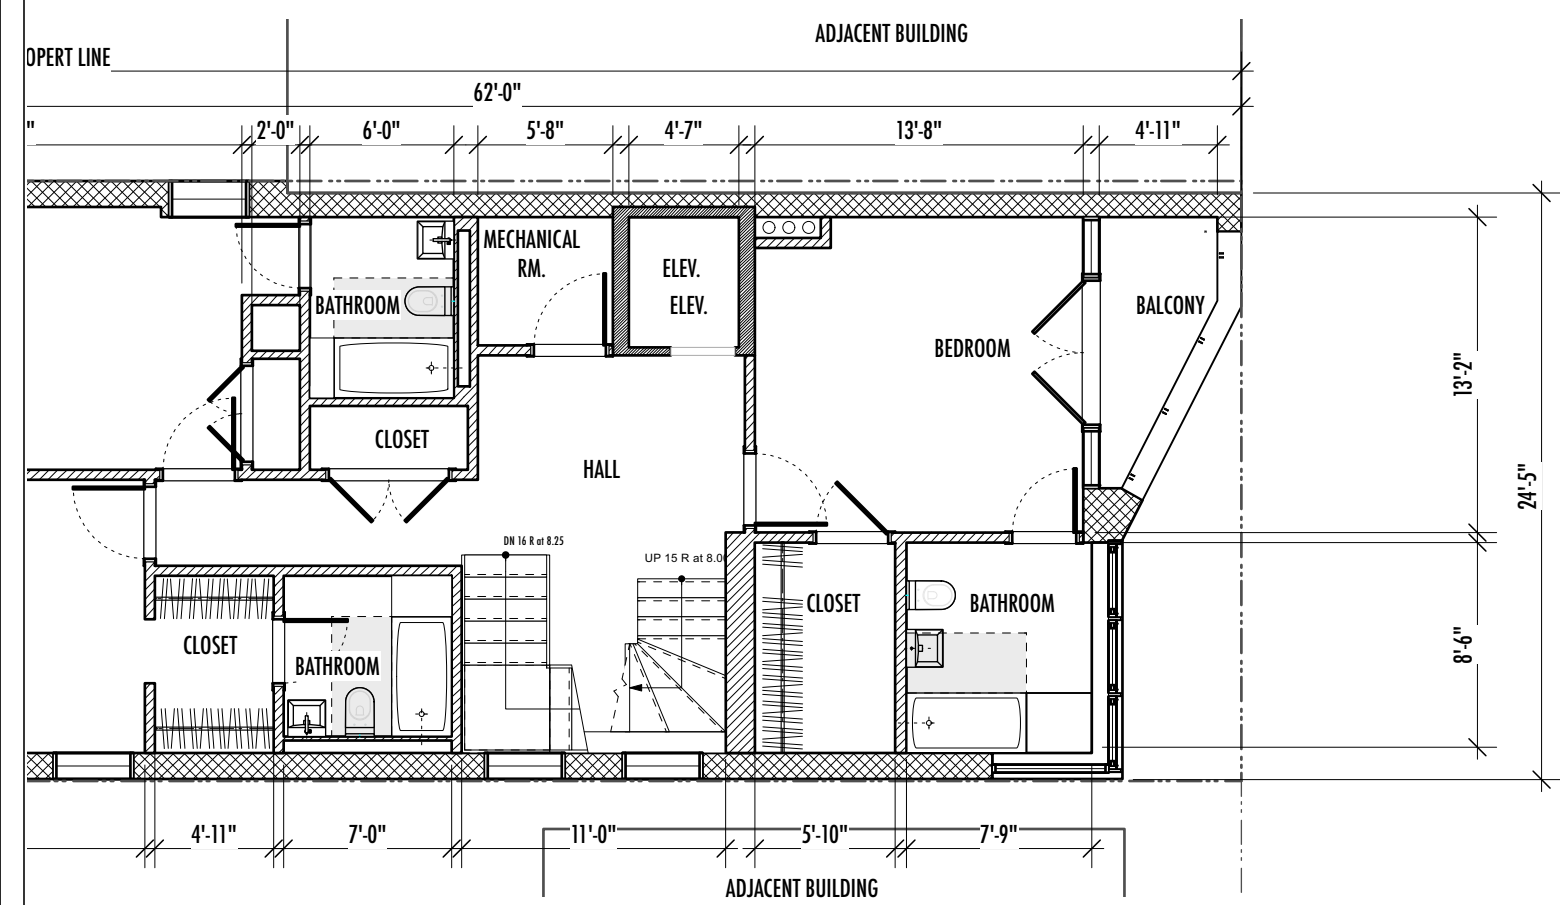 ADJACENT BUILDING
OPERT LINE
62'-0"
"
2'-0"
6'-0"
5'-8"
4'-7"
13'-8"
4'-11"
MECHANICAL
RM.
ELEV.
ELEV.
BATHROOM
BALCONY
BEDROOM
13'-2"
CLOSET
HALL
24'-5"
DN 16 R at 8.25
UP 15 R at 8.0
CLOSET
BATHROOM
CLOSET
BATHROOM
8'-6"
4'-11"
7'-0"
11'-0"
5'-10"
7'-9"
ADJACENT BUILDING